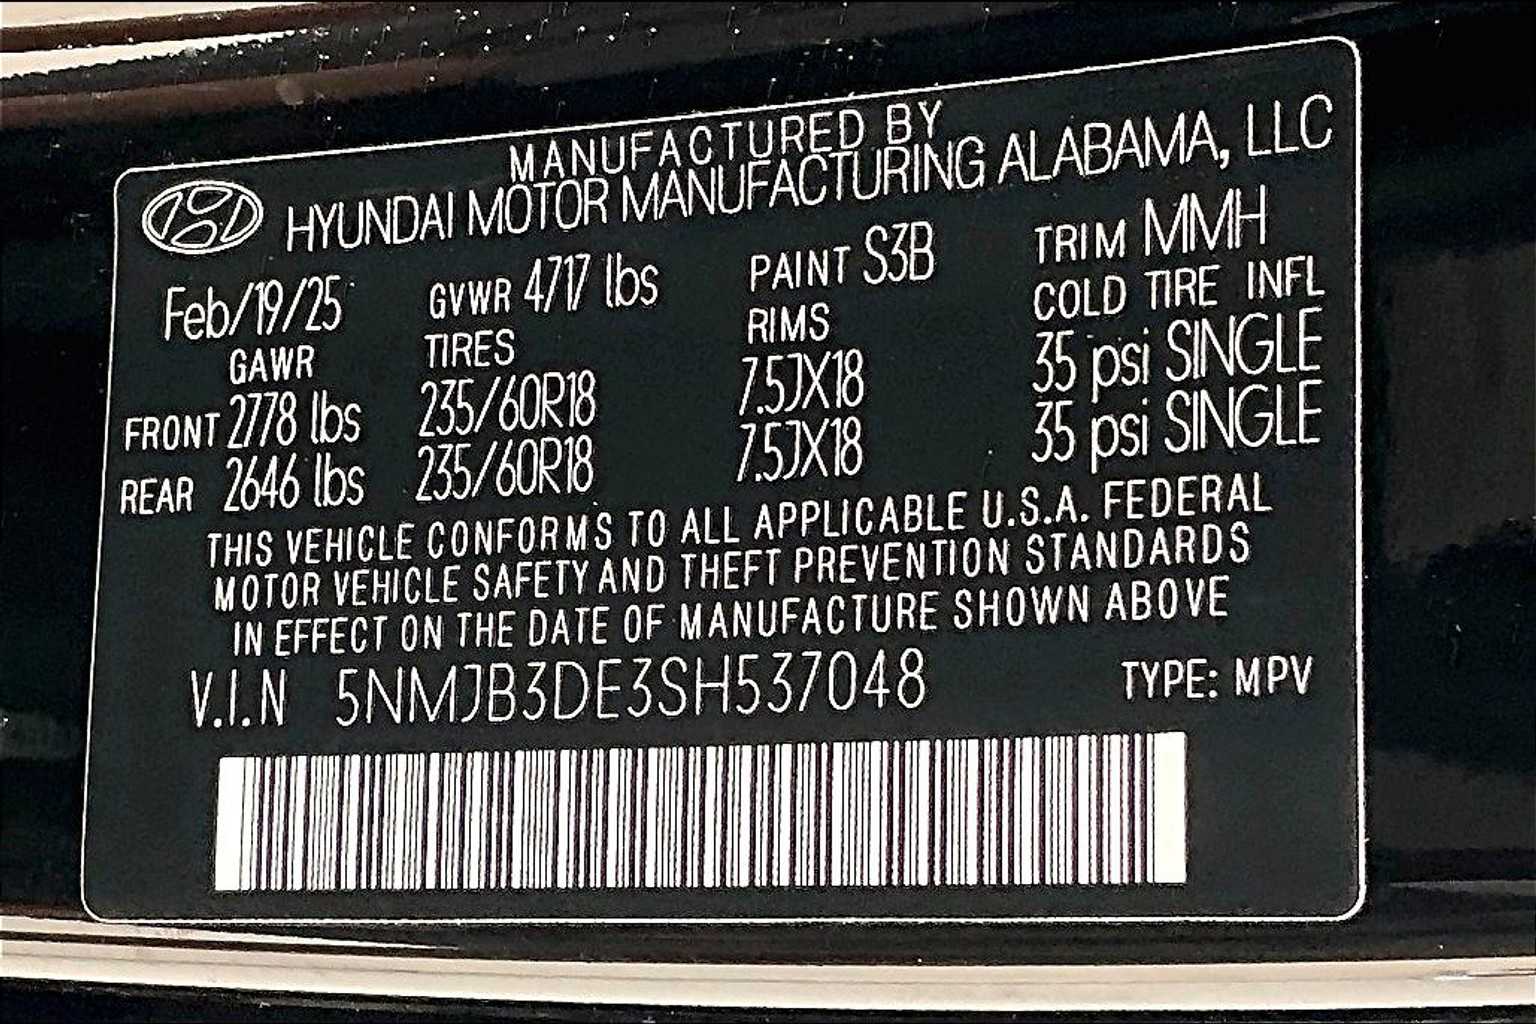 MANUFACTURED BY
HYUNDAI MOTOR MANUFACTURING ALABAMA, LLC
Feb/19/25 GVWR 4717 lbs PAINT S3B TRIM MMH
GAWR TIRES RIMS COLD TIRE INFL
FRONT 2778 lbs 235/60R18 7.5JX18 35 psi SINGLE
REAR 2646 lbs 235/60R18 7.5JX18 35 psi SINGLE
THIS VEHICLE CONFORMS TO ALL APPLICABLE U.S.A. FEDERAL
MOTOR VEHICLE SAFETY AND THEFT PREVENTION STANDARDS
IN EFFECT ON THE DATE OF MANUFACTURE SHOWN ABOVE
V.I.N 5NMJB3DE3SH537048 TYPE: MPV